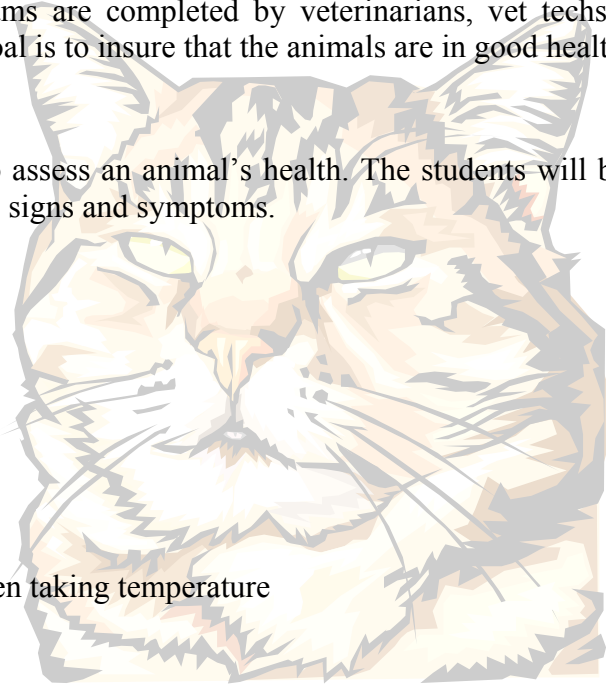 ams are completed by veterinarians, vet techs
oal is to insure that the animals are in good healt
assess an animal's health. The students will b
signs and symptoms.
en taking temperature